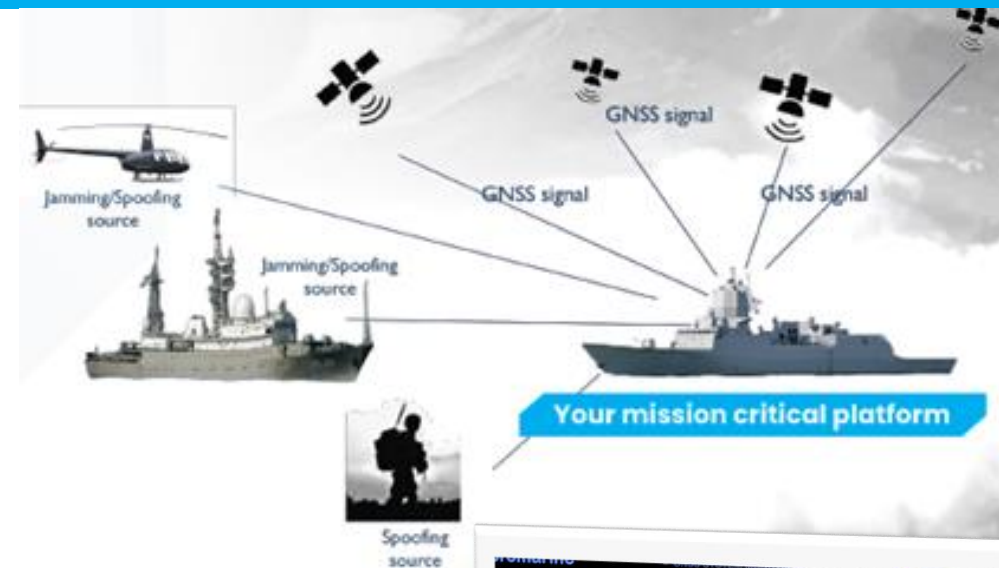 GNSS signal
Jamming/Spoofing
source
GNSS signal
GNSS signal
Jamming/Spoofing
source
Your mission critical platform
Spoofing
source